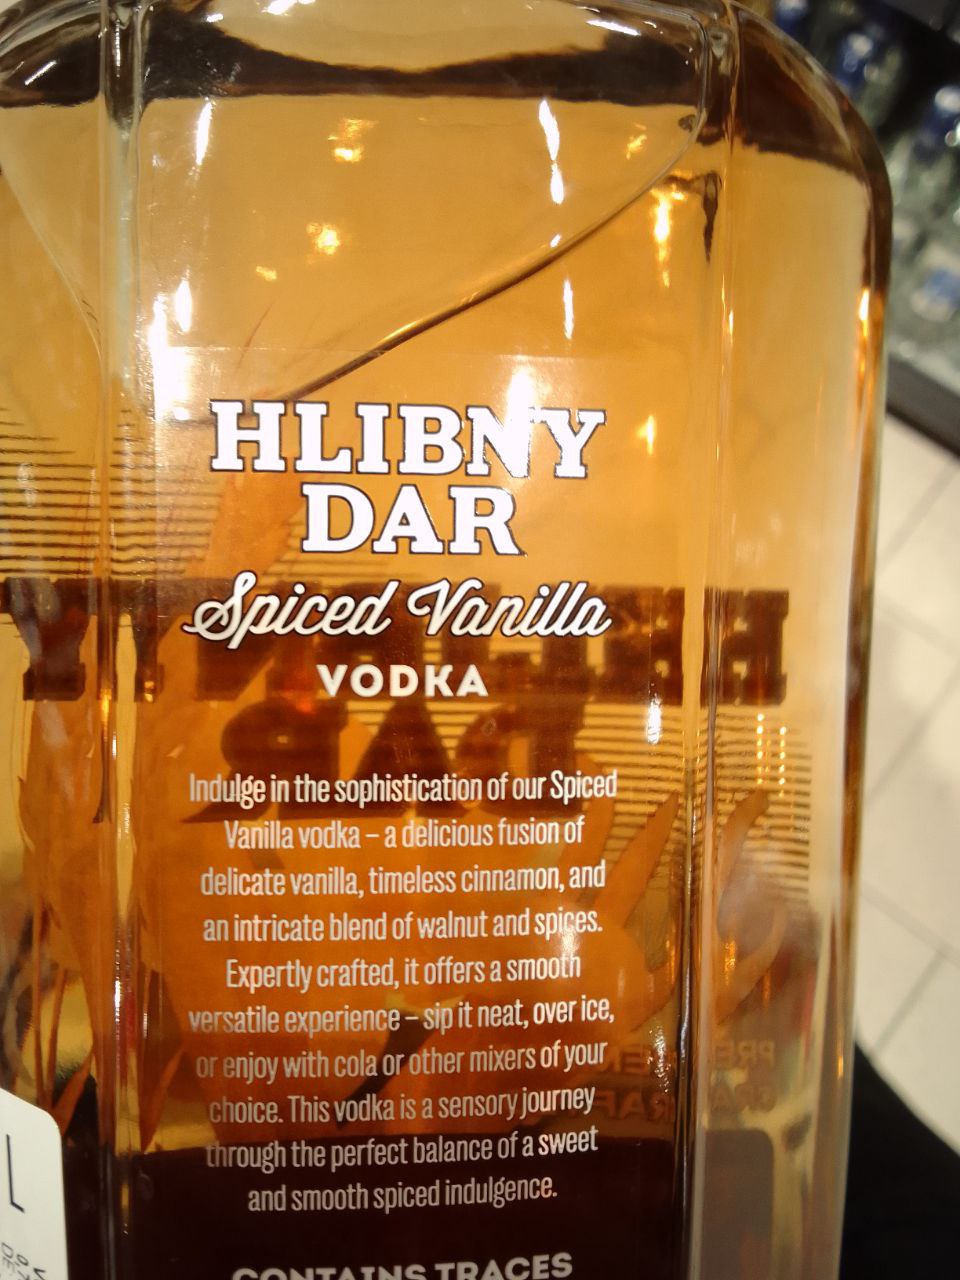 HLIBNY
DAR
Spiced Vanilla
VODKA
Indulge in the sophistication of our Spiced
Vanilla vodka – a delicious fusion of
delicate vanilla, timeless cinnamon, and
an intricate blend of walnut and spices.
Expertly crafted, it offers a smooth
versatile experience – sip it neat, over ice,
or enjoy with cola or other mixers of your
choice. This vodka is a sensory journey
through the perfect balance of a sweet
and smooth spiced indulgence.
CONTAINS TRACES